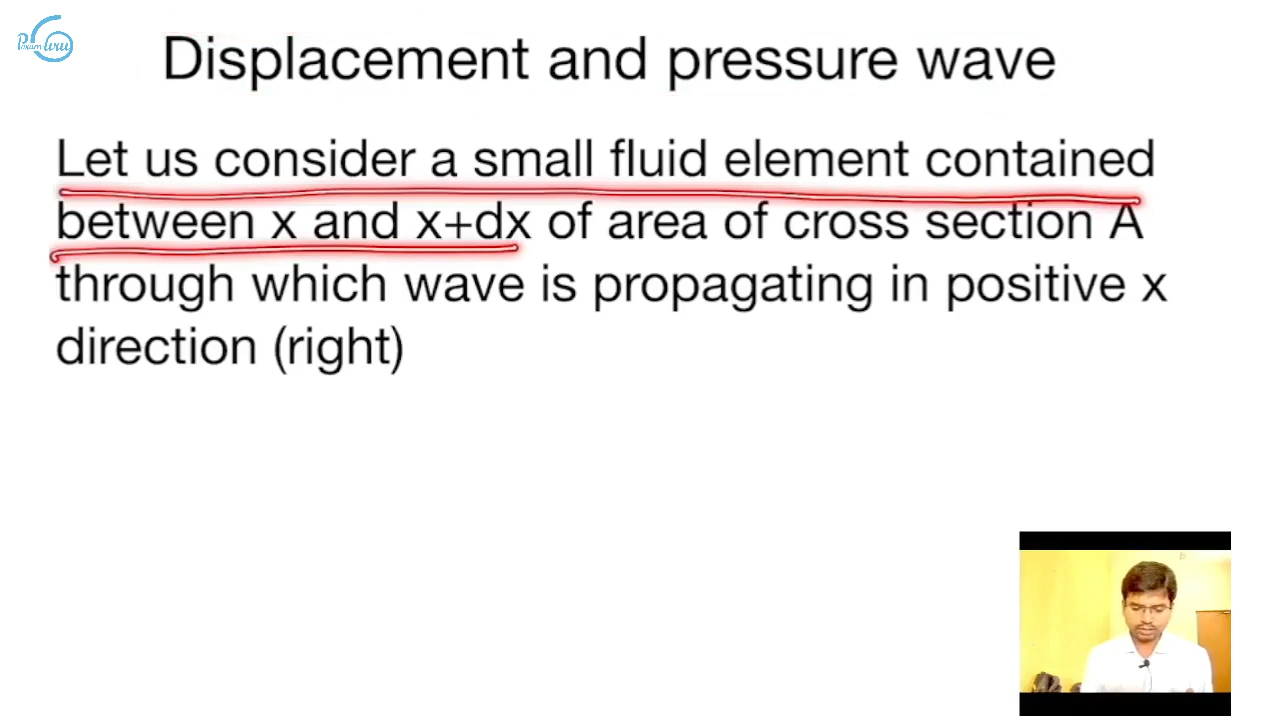 Displacement and pressure wave
Let us consider a small fluid element contained
between x and x+dx of area of cross section A
through which wave is propagating in positive x
direction (right)